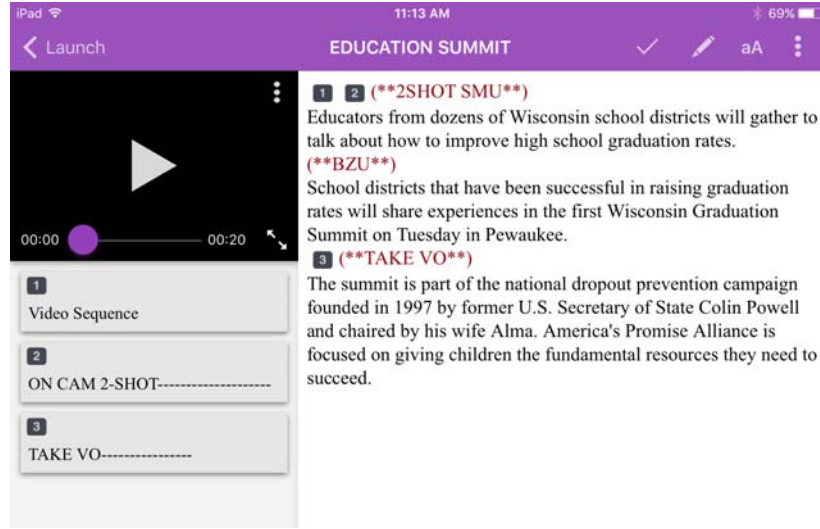 iPad 11:13 AM 69%
Launch EDUCATION SUMMIT aA
00:00 00:20
1
Video Sequence
2
ON CAM 2-SHOT--------------------
3
TAKE VO----------------
1 2 (**2SHOT SMU**)
Educators from dozens of Wisconsin school districts will gather to
talk about how to improve high school graduation rates.
(**BZU**)
School districts that have been successful in raising graduation
rates will share experiences in the first Wisconsin Graduation
Summit on Tuesday in Pewaukee.
3 (**TAKE VO**)
The summit is part of the national dropout prevention campaign
founded in 1997 by former U.S. Secretary of State Colin Powell
and chaired by his wife Alma. America's Promise Alliance is
focused on giving children the fundamental resources they need to
succeed.